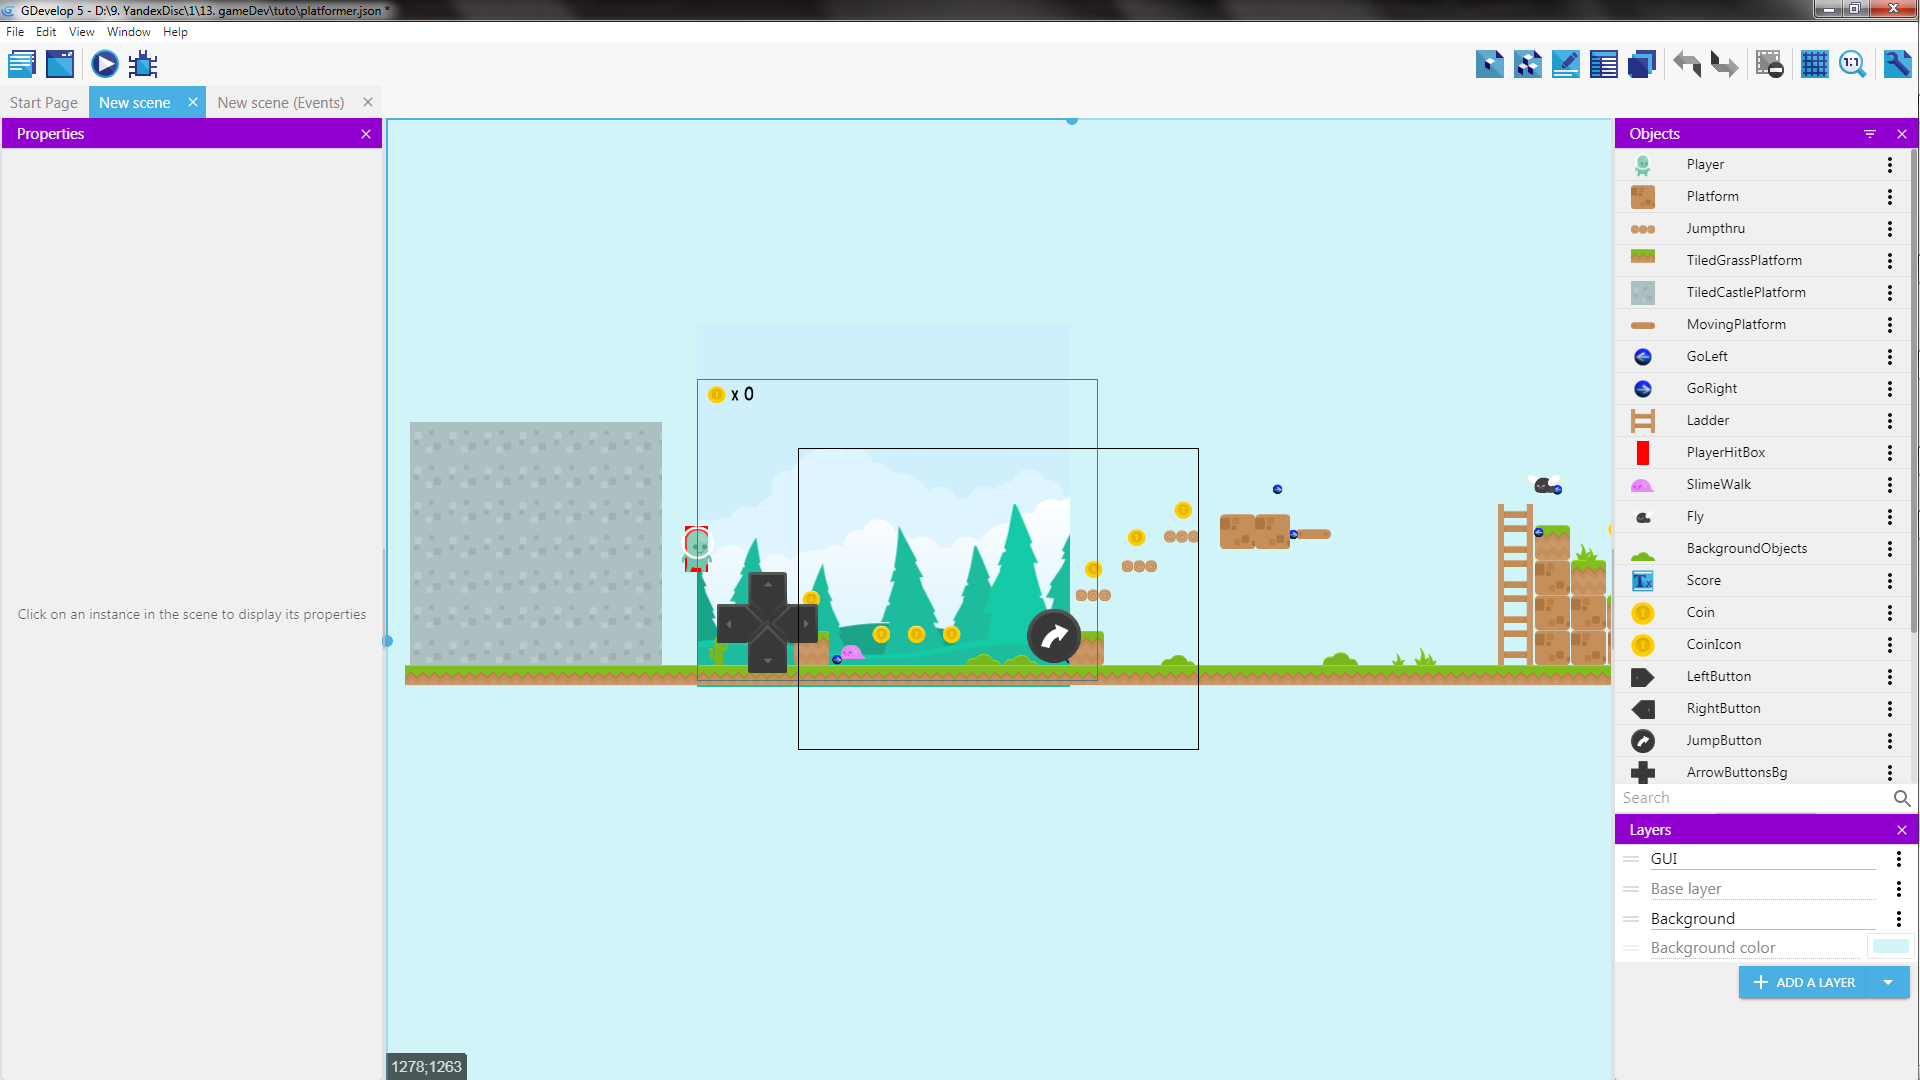 GDevelop 5 - D:\9. YandexDisc\1\13. gameDev\tuto\platformer.json *
File Edit View Window Help
1:1
Start Page New scene New scene (Events)
Properties
Click on an instance in the scene to display its properties
x 0
1278;1263
Objects
Player
Platform
Jumpthru
TiledGrassPlatform
TiledCastlePlatform
MovingPlatform
GoLeft
GoRight
Ladder
PlayerHitBox
SlimeWalk
Fly
BackgroundObjects
Tx Score
Coin
CoinIcon
LeftButton
RightButton
JumpButton
ArrowButtonsBg
Search
Layers
GUI
Base layer
Background
Background color
ADD A LAYER